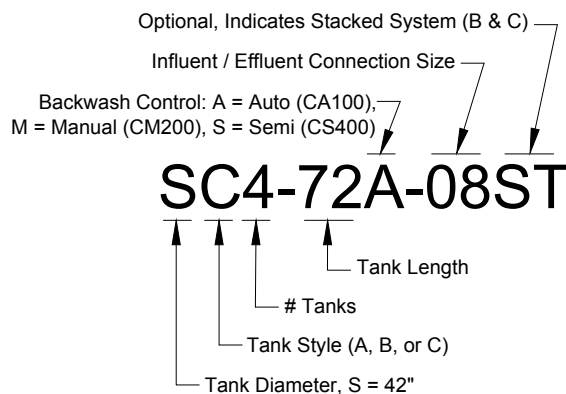 Optional, Indicates Stacked System (B & C)
Influent / Effluent Connection Size
Backwash Control: A = Auto (CA100),
M = Manual (CM200), S = Semi (CS400)
SC4-72A-08ST
Tank Length
# Tanks
Tank Style (A, B, or C)
Tank Diameter, S = 42"